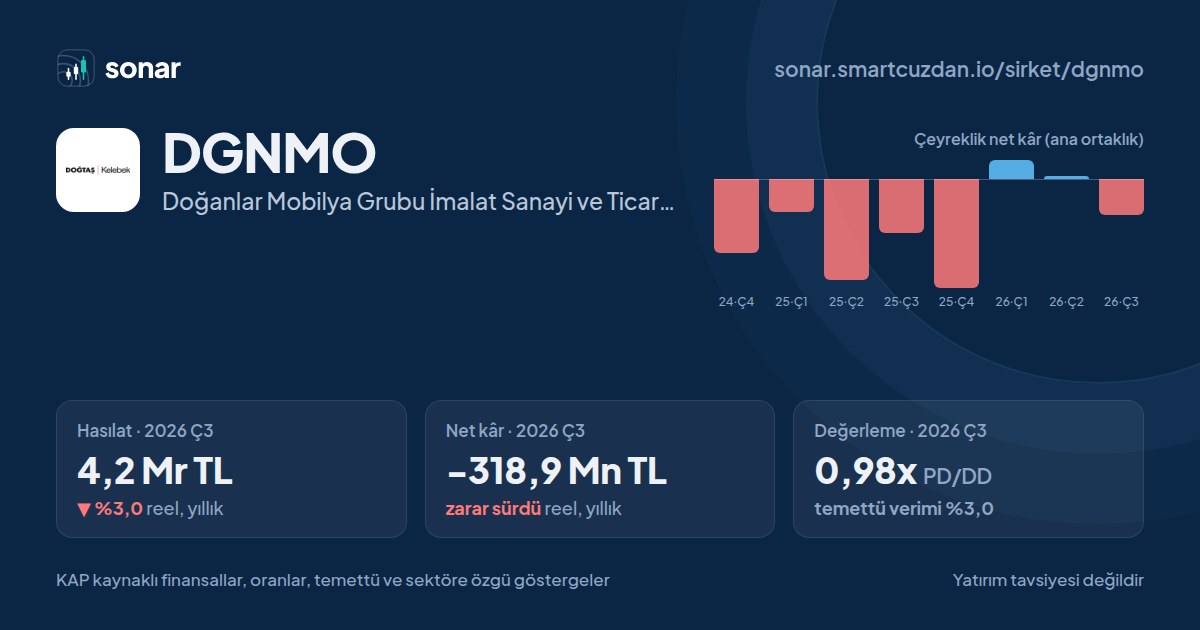 sonar
sonar.smartcuzdan.io/sirket/dgnmo
DOĞTAŞ | Kelebek
DGNMO
Doğanlar Mobilya Grubu İmalat Sanayi ve Ticar...
Çeyreklik net kâr (ana ortaklık)
24·Ç4 25·Ç1 25·Ç2 25·Ç3 25·Ç4 26·Ç1 26·Ç2 26·Ç3
Hasılat · 2026 Ç3
4,2 Mr TL
▼ %3,0 reel, yıllık
Net kâr · 2026 Ç3
−318,9 Mn TL
zarar sürdü reel, yıllık
Değerleme · 2026 Ç3
0,98x PD/DD
temettü verimi %3,0
KAP kaynaklı finansallar, oranlar, temettü ve sektöre özgü göstergeler
Yatırım tavsiyesi değildir